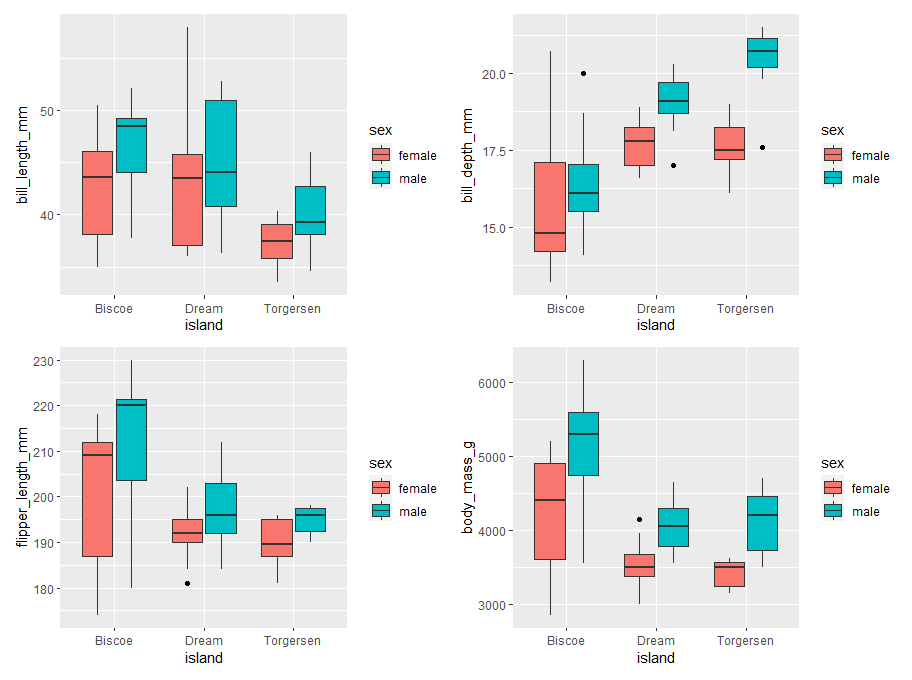 bill_length_mm
50
40
Biscoe
Dream
Torgersen
island
sex
female
male
bill_depth_mm
20.0
17.5
15.0
Biscoe
Dream
Torgersen
island
sex
female
male
flipper_length_mm
230
220
210
200
190
180
Biscoe
Dream
Torgersen
island
sex
female
male
body_mass_g
6000
5000
4000
3000
Biscoe
Dream
Torgersen
island
sex
female
male